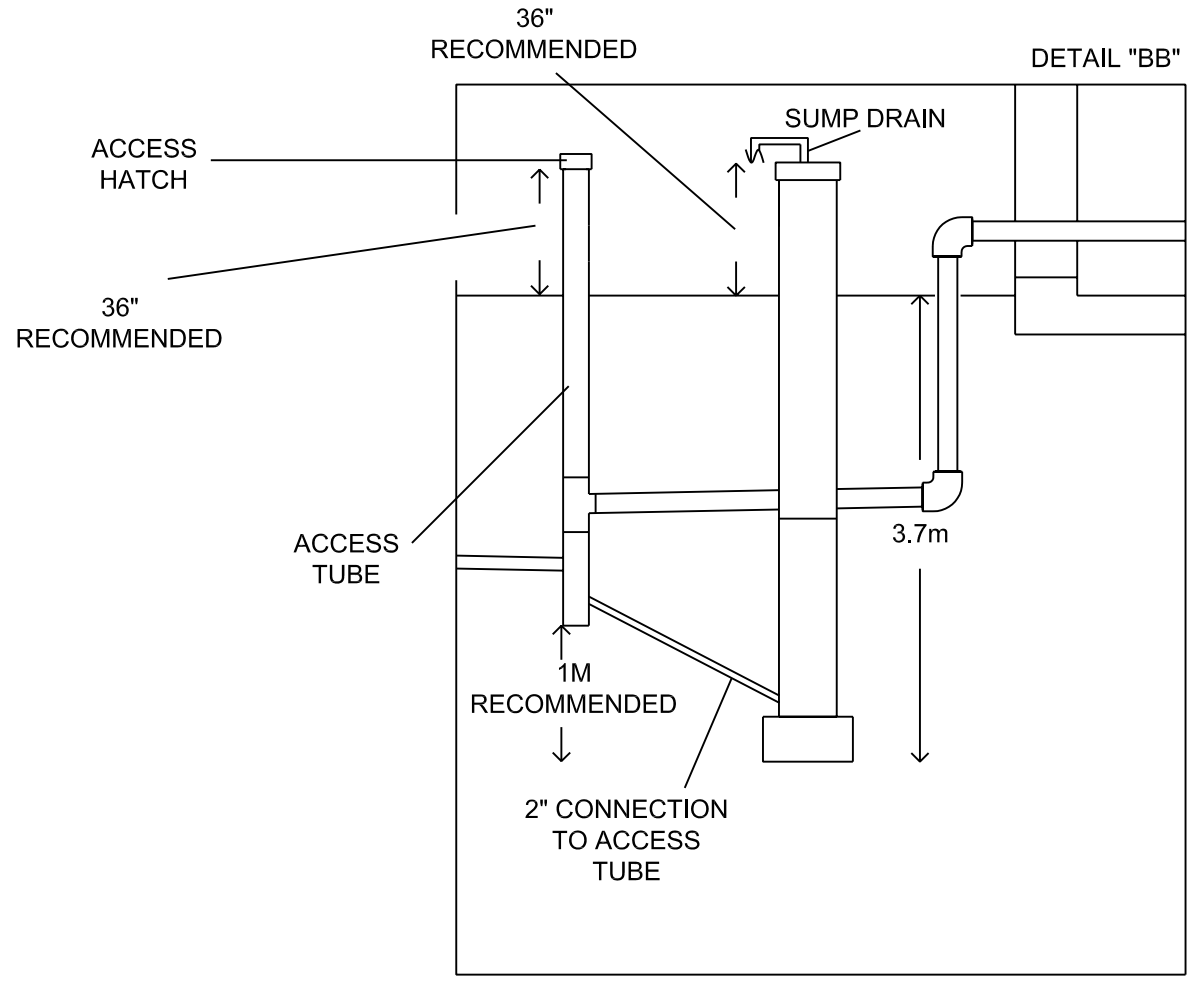 36"
RECOMMENDED
DETAIL "BB"
SUMP DRAIN
ACCESS
HATCH
36"
RECOMMENDED
ACCESS
TUBE
3.7m
1M
RECOMMENDED
2" CONNECTION
TO ACCESS
TUBE